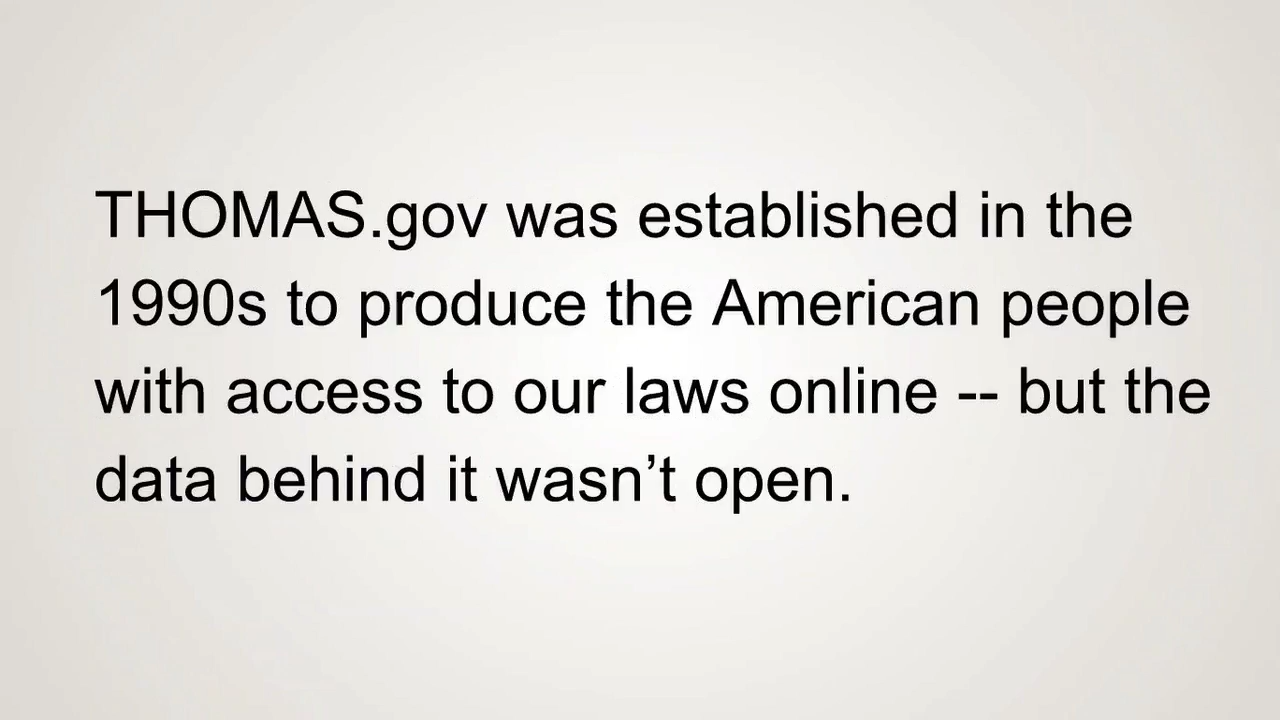 THOMAS.gov was established in the
1990s to produce the American people
with access to our laws online -- but the
data behind it wasn’t open.